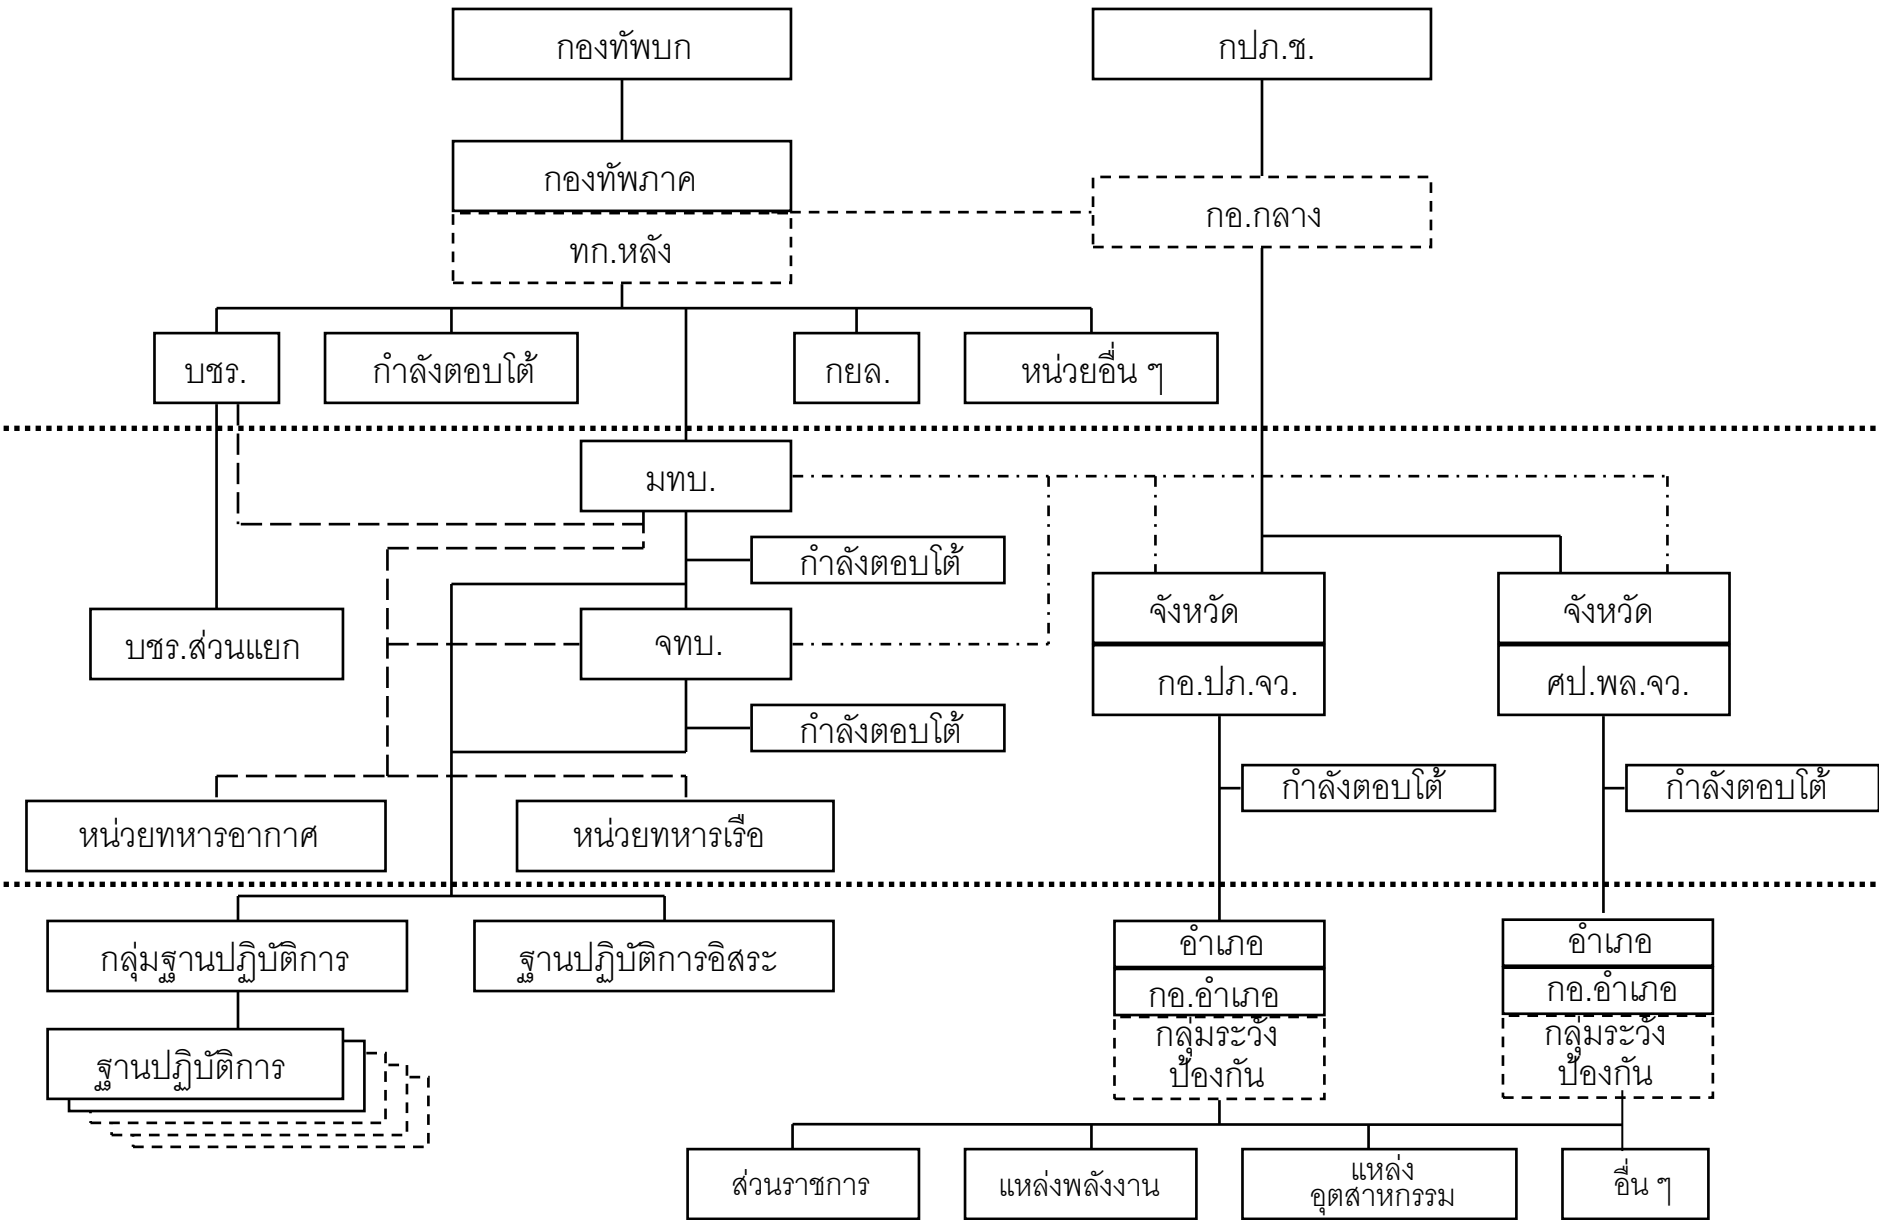 กองทัพบก
กปภ.ช.
กองทัพภาค
กอ.กลาง
ทก.หลัง
บชร.
กำลังตอบโต้
กยล.
หน่วยอื่น ๆ
มทบ.
กำลังตอบโต้
จังหวัด
จังหวัด
บชร.ส่วนแยก
จทบ.
กอ.ปภ.จว.
ศป.พล.จว.
กำลังตอบโต้
กำลังตอบโต้
กำลังตอบโต้
หน่วยทหารอากาศ
หน่วยทหารเรือ
กลุ่มฐานปฏิบัติการ
ฐานปฏิบัติการอิสระ
อำเภอ
อำเภอ
กอ.อำเภอ
กอ.อำเภอ
กลุ่มระวัง
ป้องกัน
กลุ่มระวัง
ป้องกัน
ฐานปฏิบัติการ
ส่วนราชการ
แหล่งพลังงาน
แหล่ง
อุตสาหกรรม
อื่น ๆ